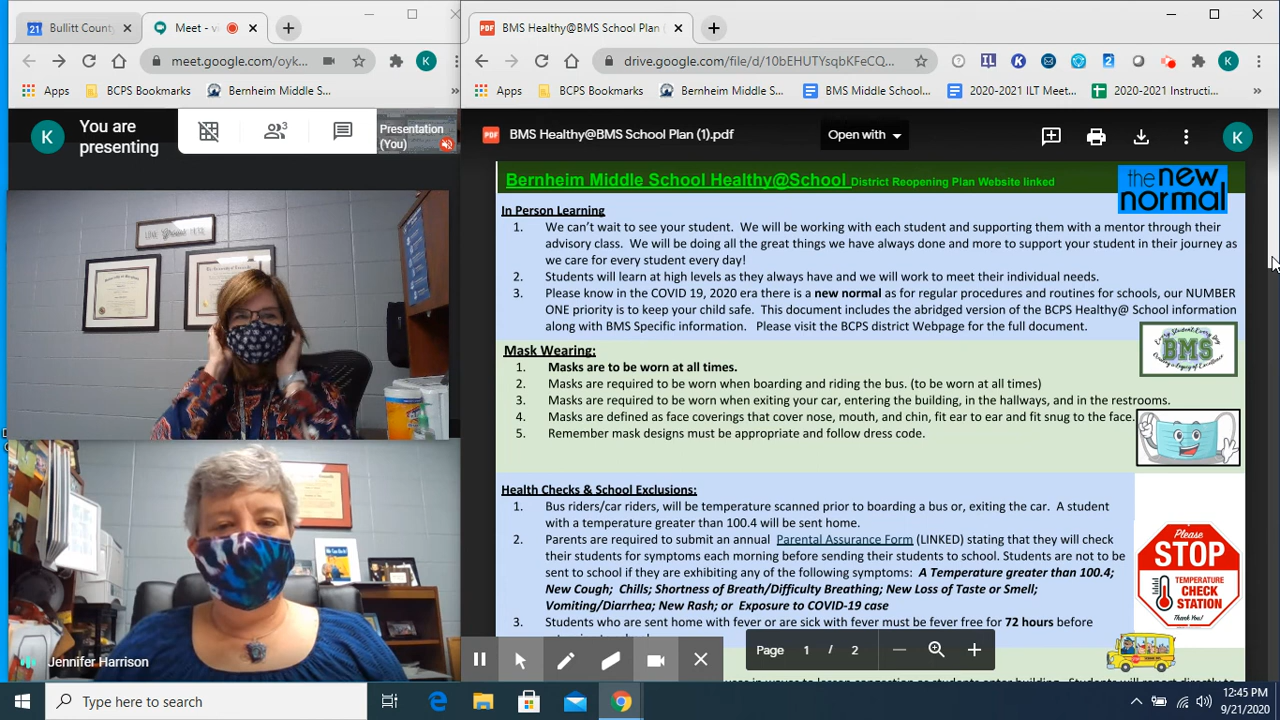 Bullitt County
Meet - v
BMS Healthy@BMS School Plan (
meet.google.com/oyk...
drive.google.com/file/d/10bEHUTYsqbKFeCQ...
Apps
BCPS Bookmarks
Bernheim Middle S...
Apps
BCPS Bookmarks
Bernheim Middle S...
BMS Middle School...
2020-2021 ILT Meet...
2020-2021 Instructi...
K
You are
presenting
3
Presentation
(You)
PDF
BMS Healthy@BMS School Plan (1).pdf
Open with
K
Bernheim Middle School Healthy@School District Reopening Plan Website linked
the new
normal
In Person Learning
1. We can't wait to see your student. We will be working with each student and supporting them with a mentor through their
advisory class. We will be doing all the great things we have always done and more to support your student in their journey as
we care for every student every day!
2. Students will learn at high levels as they always have and we will work to meet their individual needs.
3. Please know in the COVID 19, 2020 era there is a new normal as for regular procedures and routines for schools, our NUMBER
ONE priority is to keep your child safe. This document includes the abridged version of the BCPS Healthy@ School information
along with BMS Specific information. Please visit the BCPS district Webpage for the full document.
Every Student, Every Day
BMS
Creating a Legacy of Excellence
Mask Wearing:
1. Masks are to be worn at all times.
2. Masks are required to be worn when boarding and riding the bus. (to be worn at all times)
3. Masks are required to be worn when exiting your car, entering the building, in the hallways, and in the restrooms.
4. Masks are defined as face coverings that cover nose, mouth, and chin, fit ear to ear and fit snug to the face.
5. Remember mask designs must be appropriate and follow dress code.
Health Checks & School Exclusions:
1. Bus riders/car riders, will be temperature scanned prior to boarding a bus or, exiting the car. A student
with a temperature greater than 100.4 will be sent home.
2. Parents are required to submit an annual Parental Assurance Form (LINKED) stating that they will check
their students for symptoms each morning before sending their students to school. Students are not to be
sent to school if they are exhibiting any of the following symptoms: A Temperature greater than 100.4;
New Cough; Chills; Shortness of Breath/Difficulty Breathing; New Loss of Taste or Smell;
Vomiting/Diarrhea; New Rash; or Exposure to COVID-19 case
3. Students who are sent home with fever or are sick with fever must be fever free for 72 hours before
Please
STOP
TEMPERATURE
CHECK
STATION
Thank You!
Page 1 / 2
Jennifer Harrison
Type here to search
12:45 PM
9/21/2020